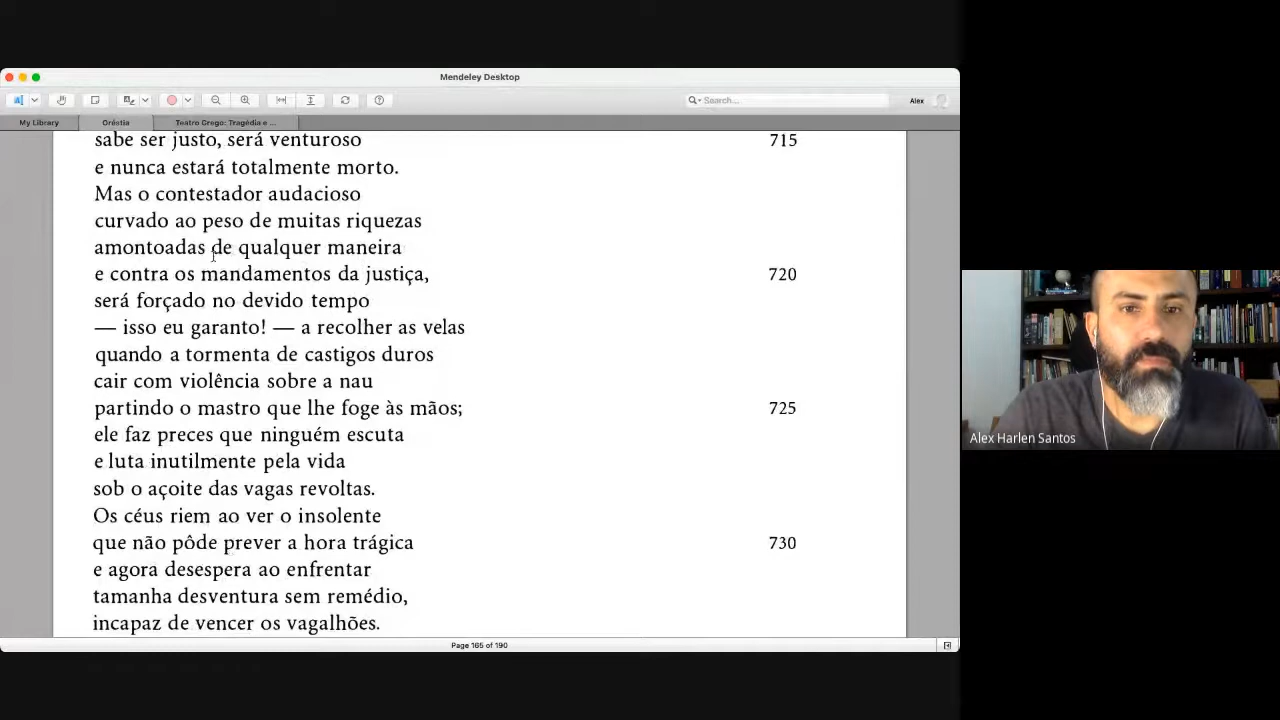 Mendeley Desktop
Search...
Alex
My Library
Oréstia
Teatro Grego: Tragédia e ...
sabe ser justo, será venturoso 715
e nunca estará totalmente morto.
Mas o contestador audacioso
curvado ao peso de muitas riquezas
amontoadas de qualquer maneira
e contra os mandamentos da justiça, 720
será forçado no devido tempo
— isso eu garanto! — a recolher as velas
quando a tormenta de castigos duros
cair com violência sobre a nau
partindo o mastro que lhe foge às mãos; 725
ele faz preces que ninguém escuta
e luta inutilmente pela vida
sob o açoite das vagas revoltas.
Os céus riem ao ver o insolente
que não pôde prever a hora trágica 730
e agora desespera ao enfrentar
tamanha desventura sem remédio,
incapaz de vencer os vagalhões.
Page 165 of 190
Alex Harlen Santos